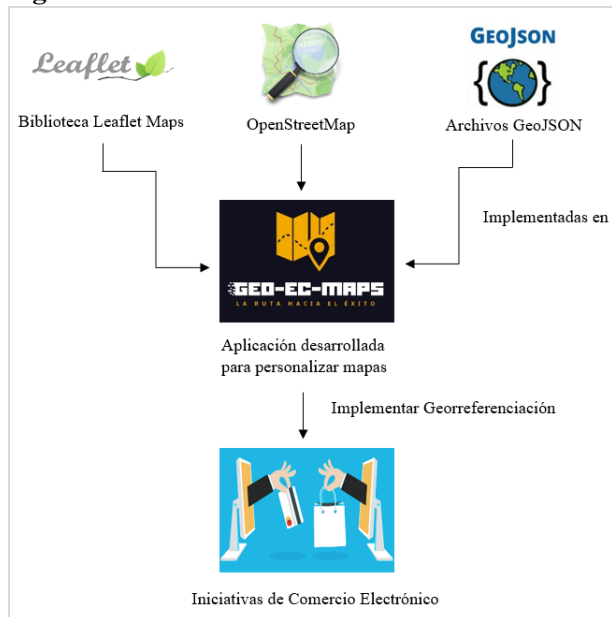 Leaflet
GEOJSON
Biblioteca Leaflet Maps
OpenStreetMap
Archivos GeoJSON
Implementadas en
GEO-EC-MAPS
LA RUTA HACIA EL ÉXITO
Aplicación desarrollada
para personalizar mapas
Implementar Georreferenciación
Iniciativas de Comercio Electrónico